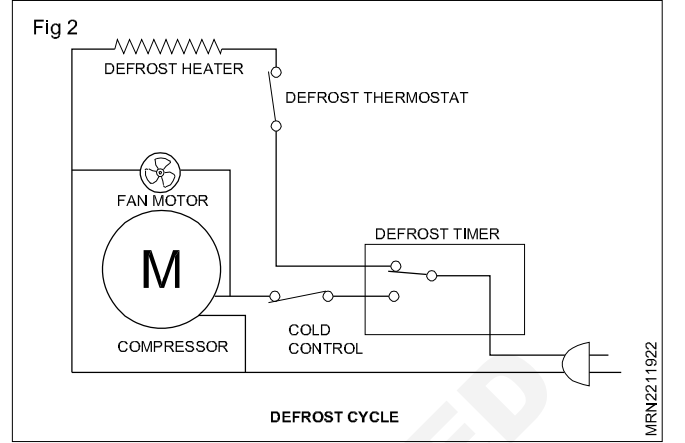 Fig 2
DEFROST HEATER
DEFROST THERMOSTAT
FAN MOTOR
DEFROST TIMER
M
COLD
CONTROL
COMPRESSOR
MRN2211922
DEFROST CYCLE